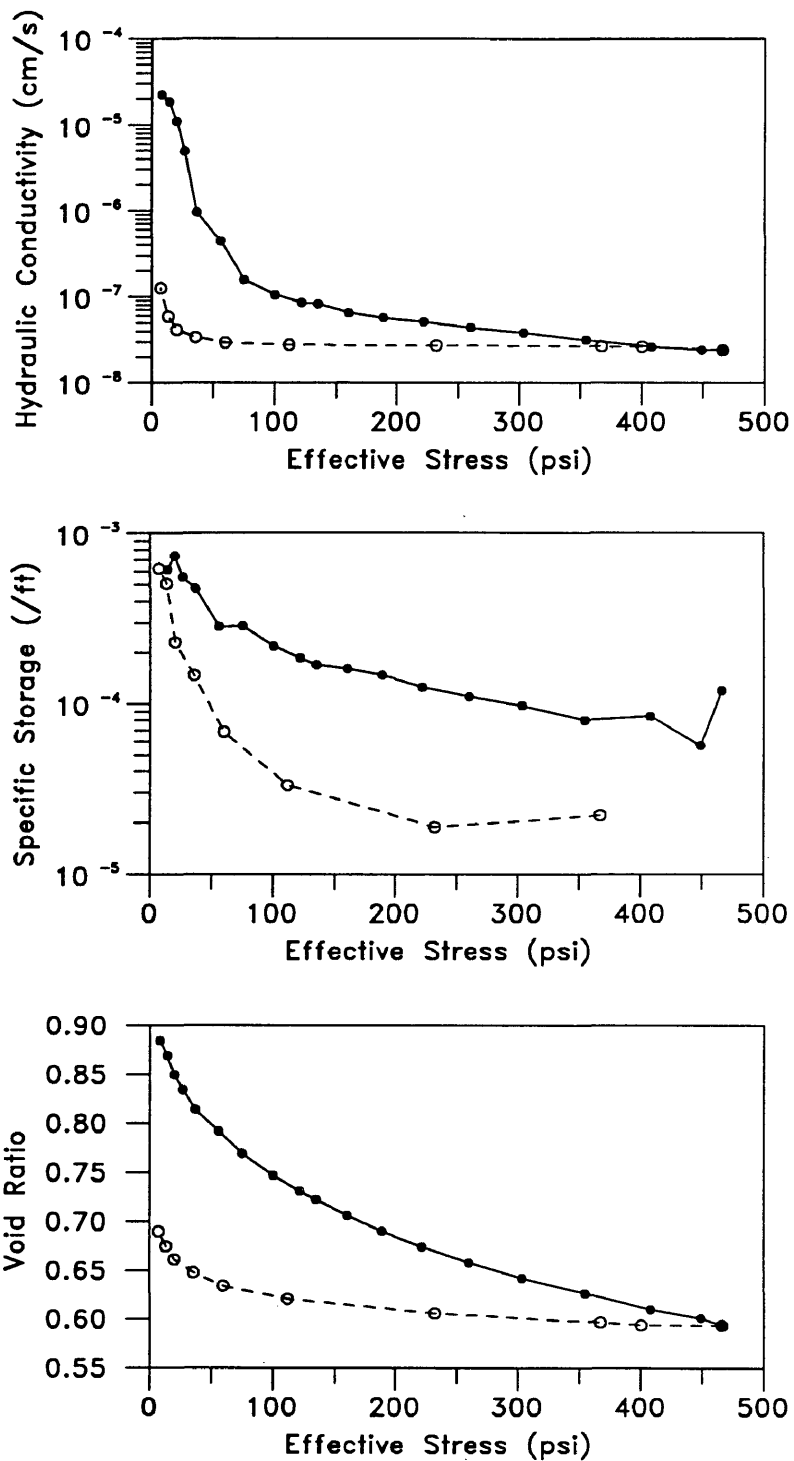 Hydraulic Conductivity (cm/s)
10⁻⁴
10⁻⁵
10⁻⁶
10⁻⁷
10⁻⁸
0 100 200 300 400 500
Effective Stress (psi)
Specific Storage (/ft)
10⁻³
10⁻⁴
10⁻⁵
0 100 200 300 400 500
Effective Stress (psi)
Void Ratio
0.90
0.85
0.80
0.75
0.70
0.65
0.60
0.55
0 100 200 300 400 500
Effective Stress (psi)